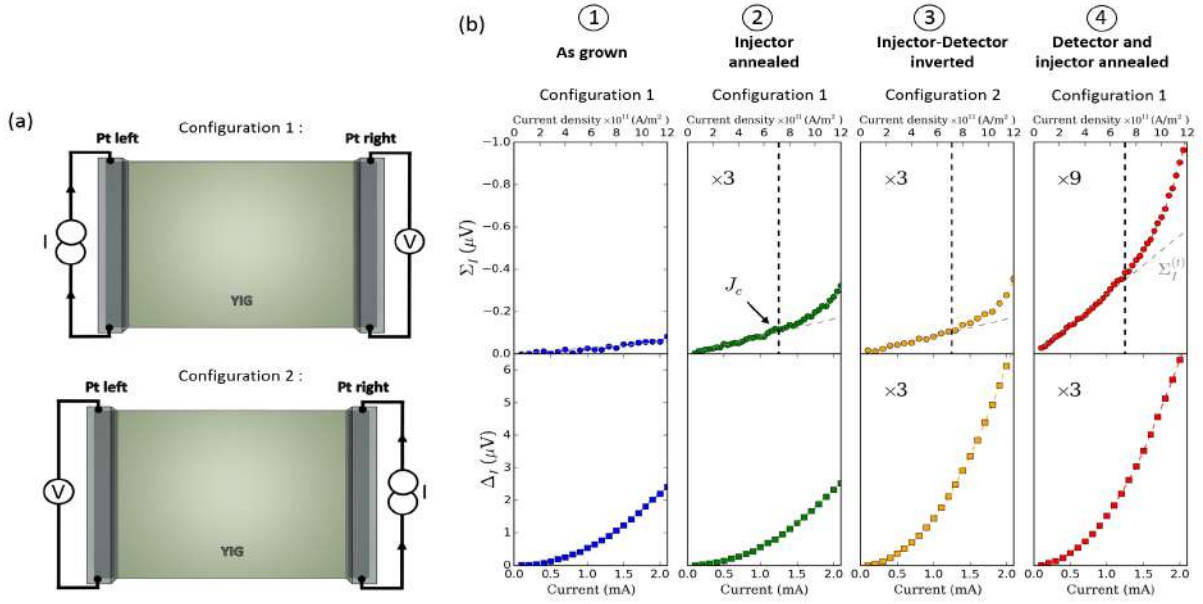 (a)
Configuration 1 :
Pt left
Pt right
I
V
YIG
Configuration 2 :
Pt left
Pt right
V
I
YIG
(b)
1
2
3
4
As grown
Injector
annealed
Injector-Detector
inverted
Detector and
injector annealed
Configuration 1
Configuration 1
Configuration 2
Configuration 1
Current density ×10¹¹(A/m²)
Current density ×10¹¹(A/m²)
Current density ×10¹¹(A/m²)
Current density ×10¹¹(A/m²)
0 2 4 6 8 10 12
0 2 4 6 8 10 12
0 2 4 6 8 10 12
0 2 4 6 8 10 12
−1.0
−0.8
−0.6
−0.4
−0.2
0.0
Σ_I (μV)
×3
×3
×9
J_c
Σ_I^(t)
6
5
4
3
2
1
0
Δ_I (μV)
×3
×3
0.0 0.5 1.0 1.5 2.0
0.0 0.5 1.0 1.5 2.0
0.0 0.5 1.0 1.5 2.0
0.0 0.5 1.0 1.5 2.0
Current (mA)
Current (mA)
Current (mA)
Current (mA)